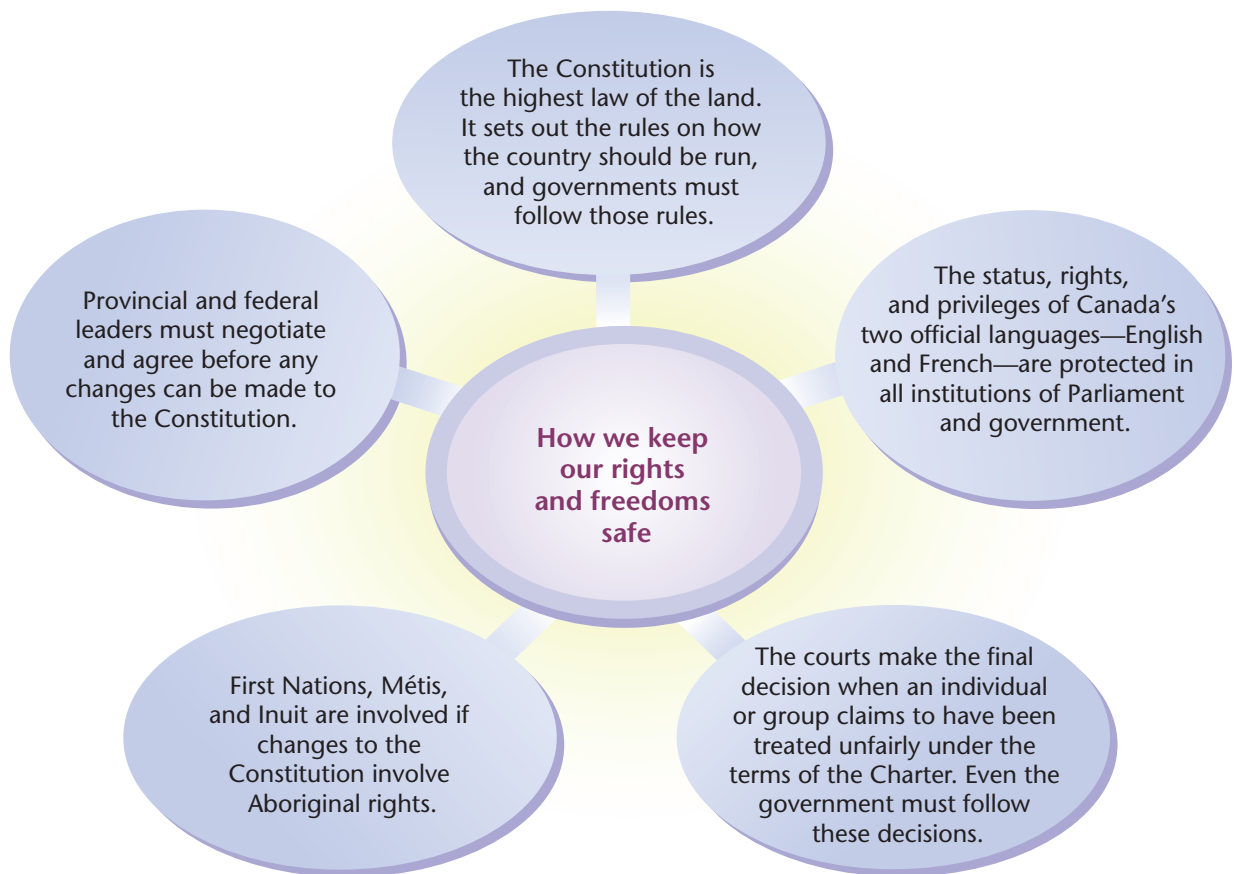 The Constitution is
the highest law of the land.
It sets out the rules on how
the country should be run,
and governments must
follow those rules.
Provincial and federal
leaders must negotiate
and agree before any
changes can be made to
the Constitution.
The status, rights,
and privileges of Canada's
two official languages—English
and French—are protected in
all institutions of Parliament
and government.
How we keep
our rights
and freedoms
safe
First Nations, Métis,
and Inuit are involved if
changes to the
Constitution involve
Aboriginal rights.
The courts make the final
decision when an individual
or group claims to have been
treated unfairly under the
terms of the Charter. Even the
government must follow
these decisions.